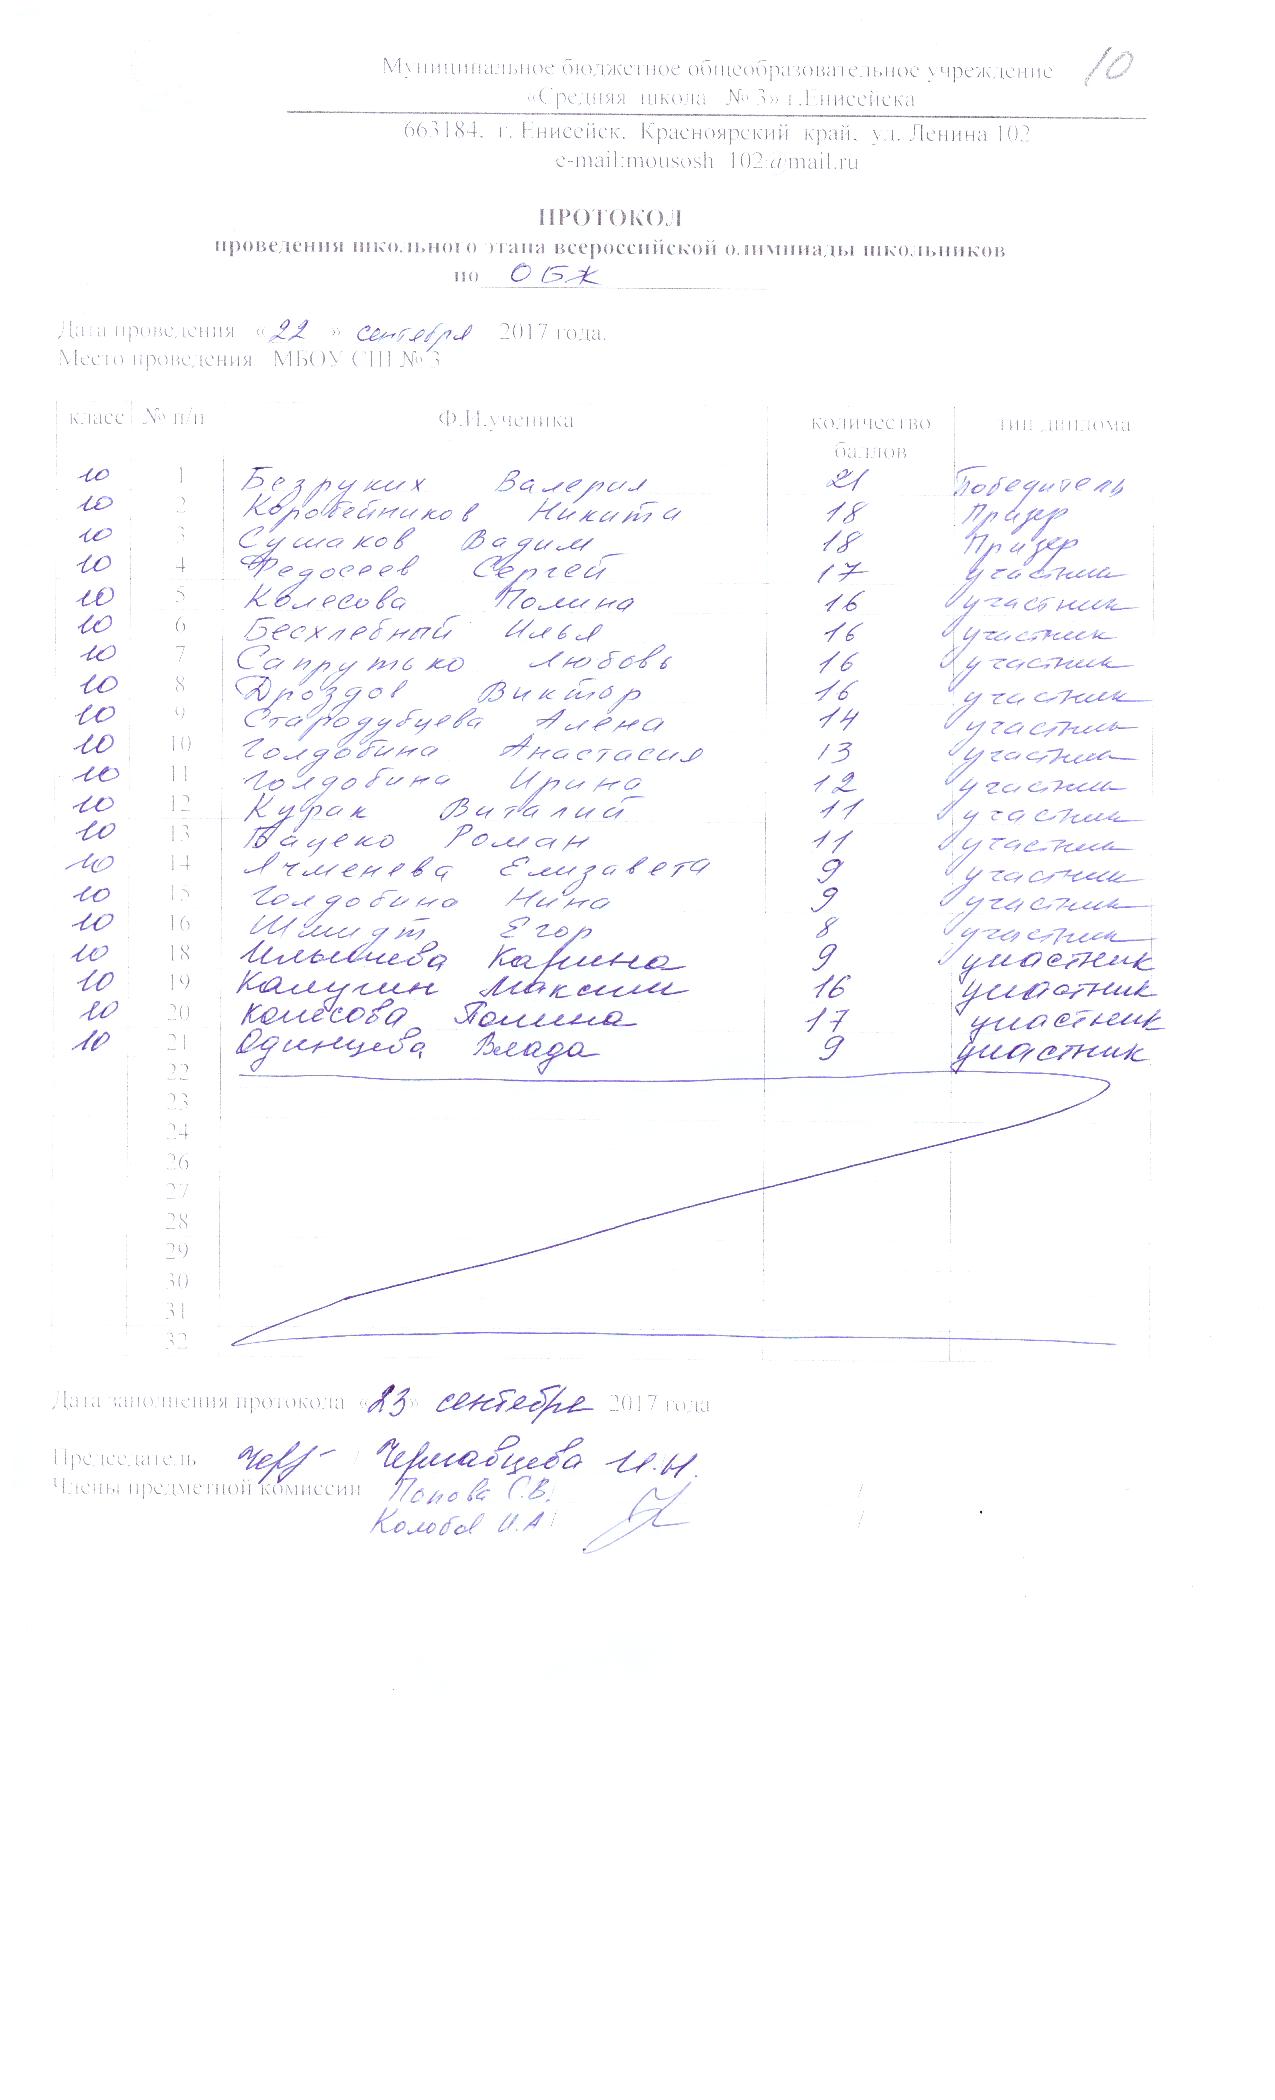 10
Муниципальное бюджетное общеобразовательное учреждение
«Средняя школа № 3» г.Енисейска
663184, г. Енисейск, Красноярский край, ул. Ленина 102
e-mail:mousosh_102@mail.ru
ПРОТОКОЛ
проведения школьного этапа всероссийской олимпиады школьников
по ОБЖ
Дата проведения «22» сентября 2017 года.
Место проведения МБОУ СШ № 3
класс № п/п Ф.И.ученика количество баллов тип диплома
10 1 Безруких Валерия 21 Победитель
10 2 Коробейников Никита 18 Призер
10 3 Сушаков Вадим 18 Призер
10 4 Федосеев Сергей 17 участник
10 5 Колесова Полина 16 участник
10 6 Бесхлебный Илья 16 участник
10 7 Сапрутько Любовь 16 участник
10 8 Дроздов Виктор 16 участник
10 9 Стародубцева Алена 14 участник
10 10 Голдобина Анастасия 13 участник
10 11 Голдобина Ирина 12 участник
10 12 Курак Виталий 11 участник
10 13 Роман 11 участник
10 14 Ячменева Елизавета 9 участник
10 15 Голдобина Нина 9 участник
10 16 Шмидт Егор 8 участник
10 18 Карина 9 участник
10 19 Калугин Максим 16 участник
10 20 Колесова Полина 17 участник
10 21 Одинцева Влада 9 участник
22
23
24
26
27
28
29
30
31
32
Дата заполнения протокола «23» сентября 2017 года
Председатель / Чернавцева И.Н.
Члены предметной комиссии Попова С.В. /
Колобов И.А. /